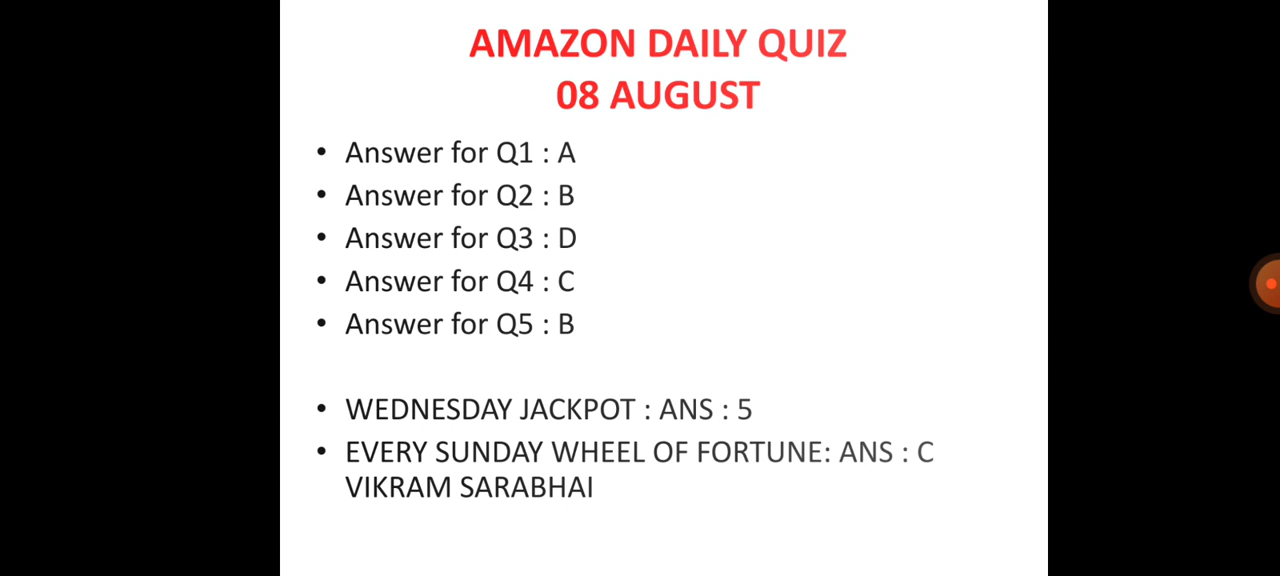 AMAZON DAILY QUIZ
08 AUGUST
• Answer for Q1 : A
• Answer for Q2 : B
• Answer for Q3 : D
• Answer for Q4 : C
• Answer for Q5 : B
• WEDNESDAY JACKPOT : ANS : 5
• EVERY SUNDAY WHEEL OF FORTUNE: ANS : C
VIKRAM SARABHAI